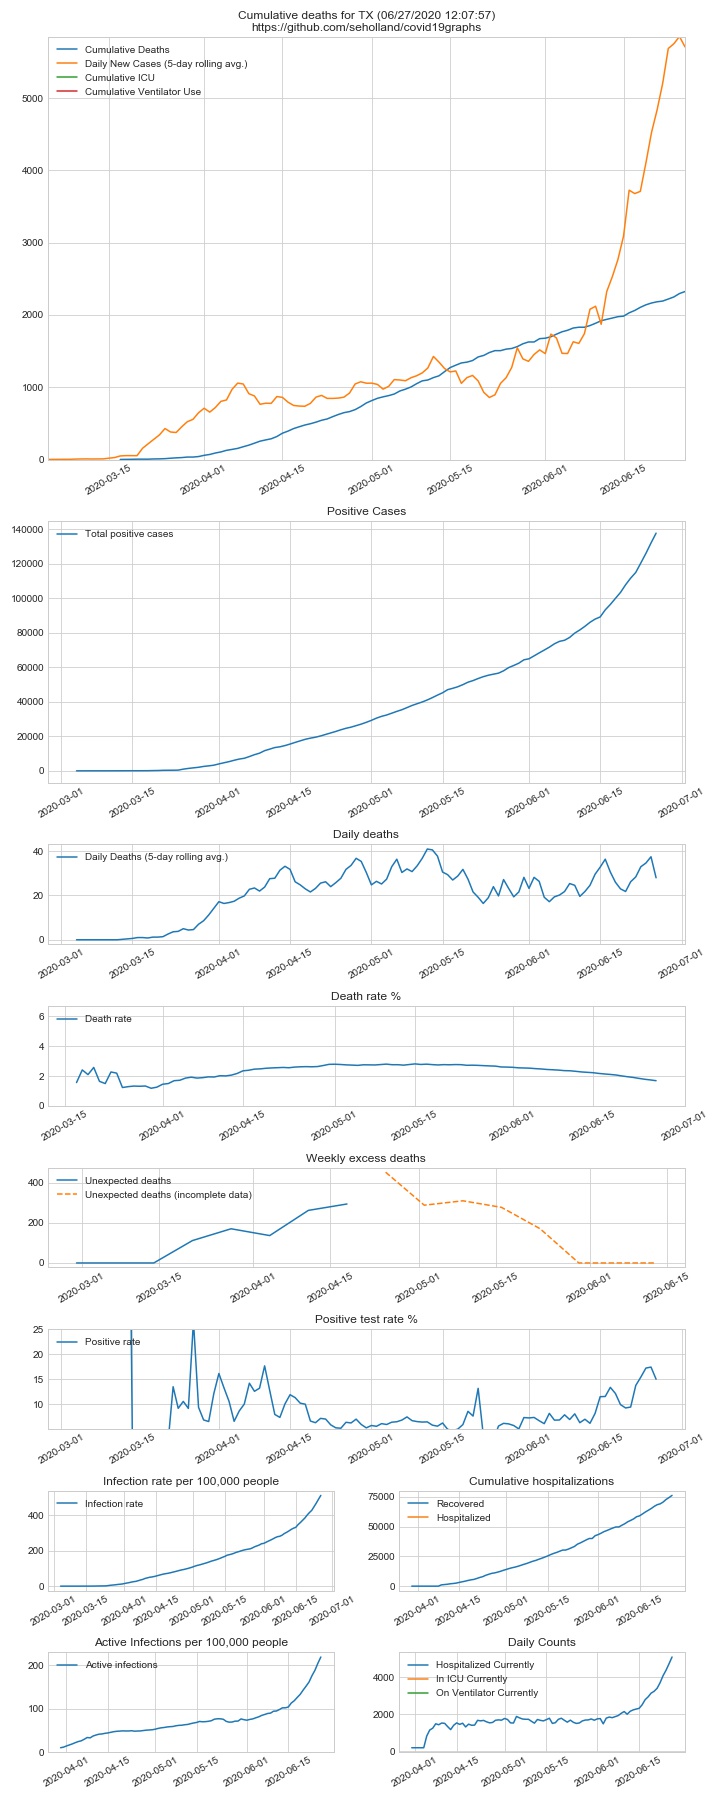 Cumulative deaths for TX (06/27/2020 12:07:57)
https://github.com/seholland/covid19graphs
Cumulative Deaths
Daily New Cases (5-day rolling avg.)
Cumulative ICU
Cumulative Ventilator Use
5000
4000
3000
2000
1000
0
2020-03-15 2020-04-01 2020-04-15 2020-05-01 2020-05-15 2020-06-01 2020-06-15
Positive Cases
Total positive cases
140000
120000
100000
80000
60000
40000
20000
0
2020-03-01 2020-03-15 2020-04-01 2020-04-15 2020-05-01 2020-05-15 2020-06-01 2020-06-15 2020-07-01
Daily deaths
Daily Deaths (5-day rolling avg.)
40
20
0
2020-03-01 2020-03-15 2020-04-01 2020-04-15 2020-05-01 2020-05-15 2020-06-01 2020-06-15 2020-07-01
Death rate %
Death rate
6
4
2
0
2020-03-15 2020-04-01 2020-04-15 2020-05-01 2020-05-15 2020-06-01 2020-06-15 2020-07-01
Weekly excess deaths
Unexpected deaths
Unexpected deaths (incomplete data)
400
200
0
2020-03-01 2020-03-15 2020-04-01 2020-04-15 2020-05-01 2020-05-15 2020-06-01 2020-06-15
Positive test rate %
Positive rate
25
20
15
10
2020-03-01 2020-03-15 2020-04-01 2020-04-15 2020-05-01 2020-05-15 2020-06-01 2020-06-15 2020-07-01
Infection rate per 100,000 people
Infection rate
400
200
0
2020-03-01 2020-03-15 2020-04-01 2020-04-15 2020-05-01 2020-05-15 2020-06-01 2020-06-15 2020-07-01
Cumulative hospitalizations
Recovered
Hospitalized
75000
50000
25000
0
2020-04-01 2020-04-15 2020-05-01 2020-05-15 2020-06-01 2020-06-15
Active Infections per 100,000 people
Active infections
200
100
0
2020-04-01 2020-04-15 2020-05-01 2020-05-15 2020-06-01 2020-06-15
Daily Counts
Hospitalized Currently
In ICU Currently
On Ventilator Currently
4000
2000
0
2020-04-01 2020-04-15 2020-05-01 2020-05-15 2020-06-01 2020-06-15